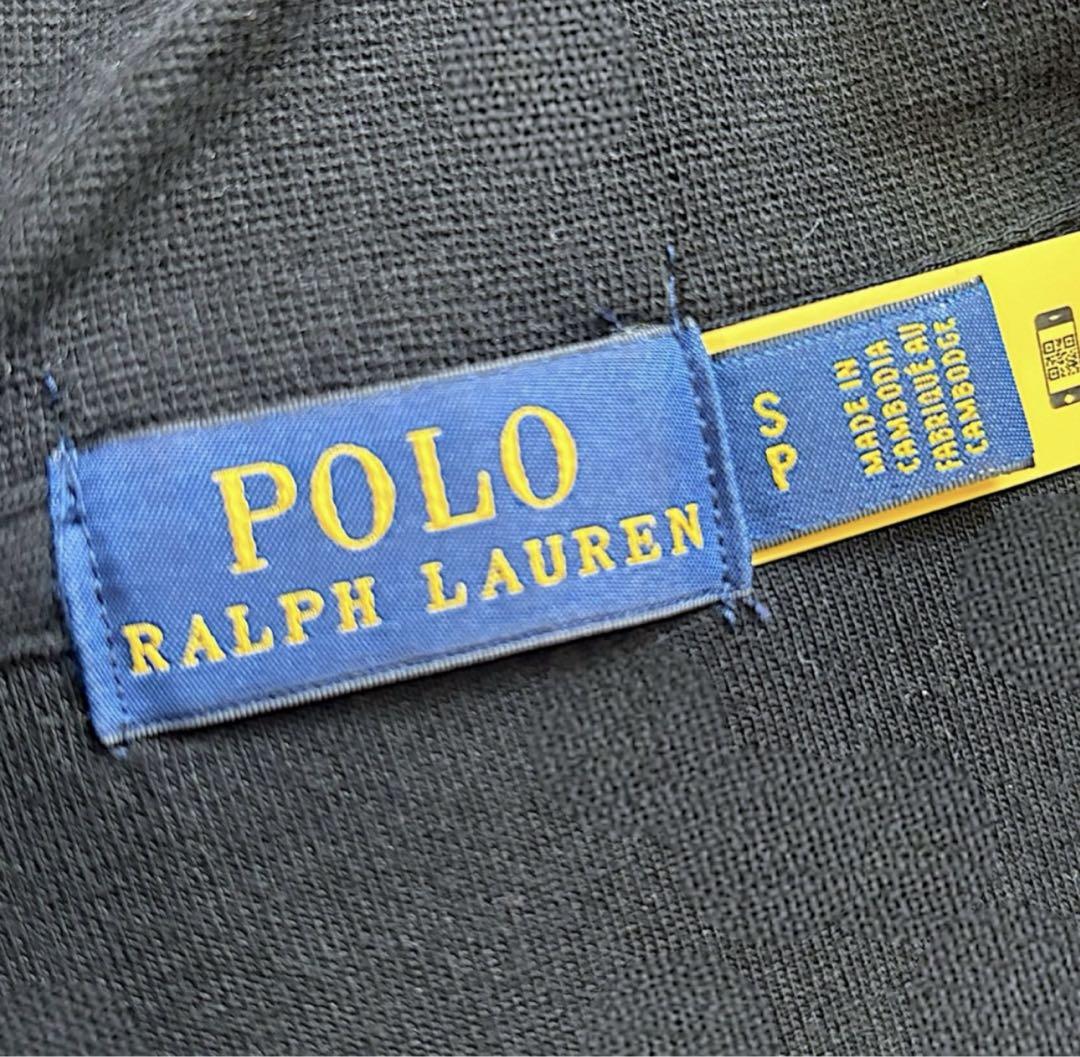 POLO
RALPH LAUREN
S
P
MADE IN
CAMBODIA
FABRIQUÉ AU
CAMBODGE